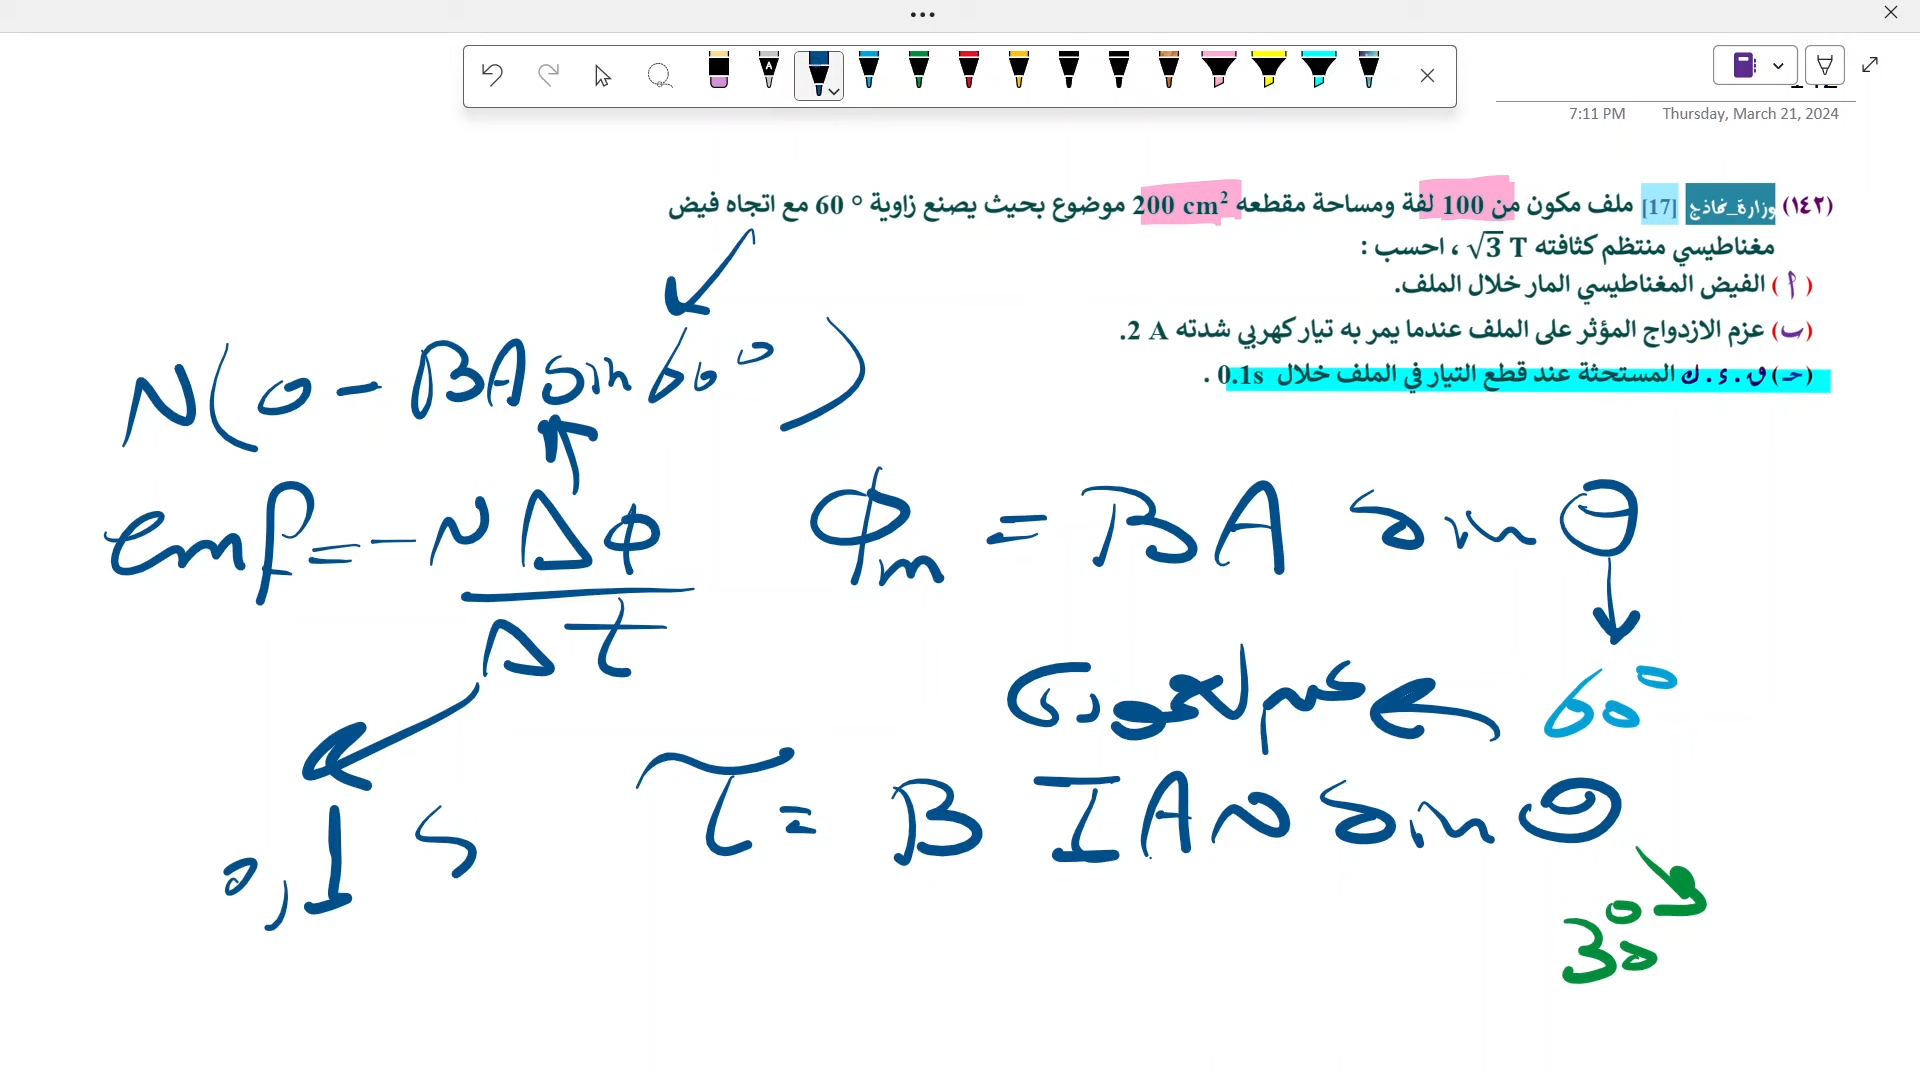 7:11 PM Thursday, March 21, 2024
(١٤٢) وزارة_نماذج [17] ملف مكون من 100 لفة ومساحة مقطعه 200 cm² موضوع بحيث يصنع زاوية 60 ° مع اتجاه فيض
مغناطيسي منتظم كثافته √3 T ، احسب :
( أ ) الفيض المغناطيسي المار خلال الملف.
(ب) عزم الازدواج المؤثر على الملف عندما يمر به تيار كهربي شدته 2 A.
(جـ) ق . ء . ك المستحثة عند قطع التيار في الملف خلال 0.1s .
N(0 - BA sin 60°)
emf = - N Δϕ / Δt
ϕm = BA sin θ
60°
0,1 s
τ = B I A N sin θ
30°